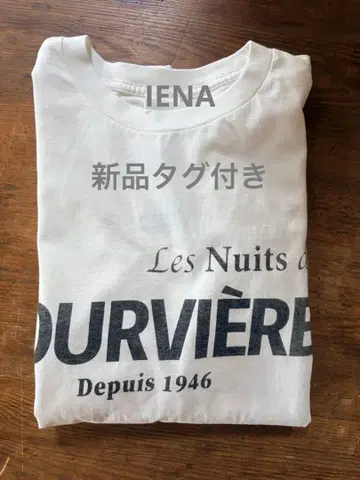 IENA
新品タグ付き
Les Nuits d
OURVIÈRE
Depuis 1946